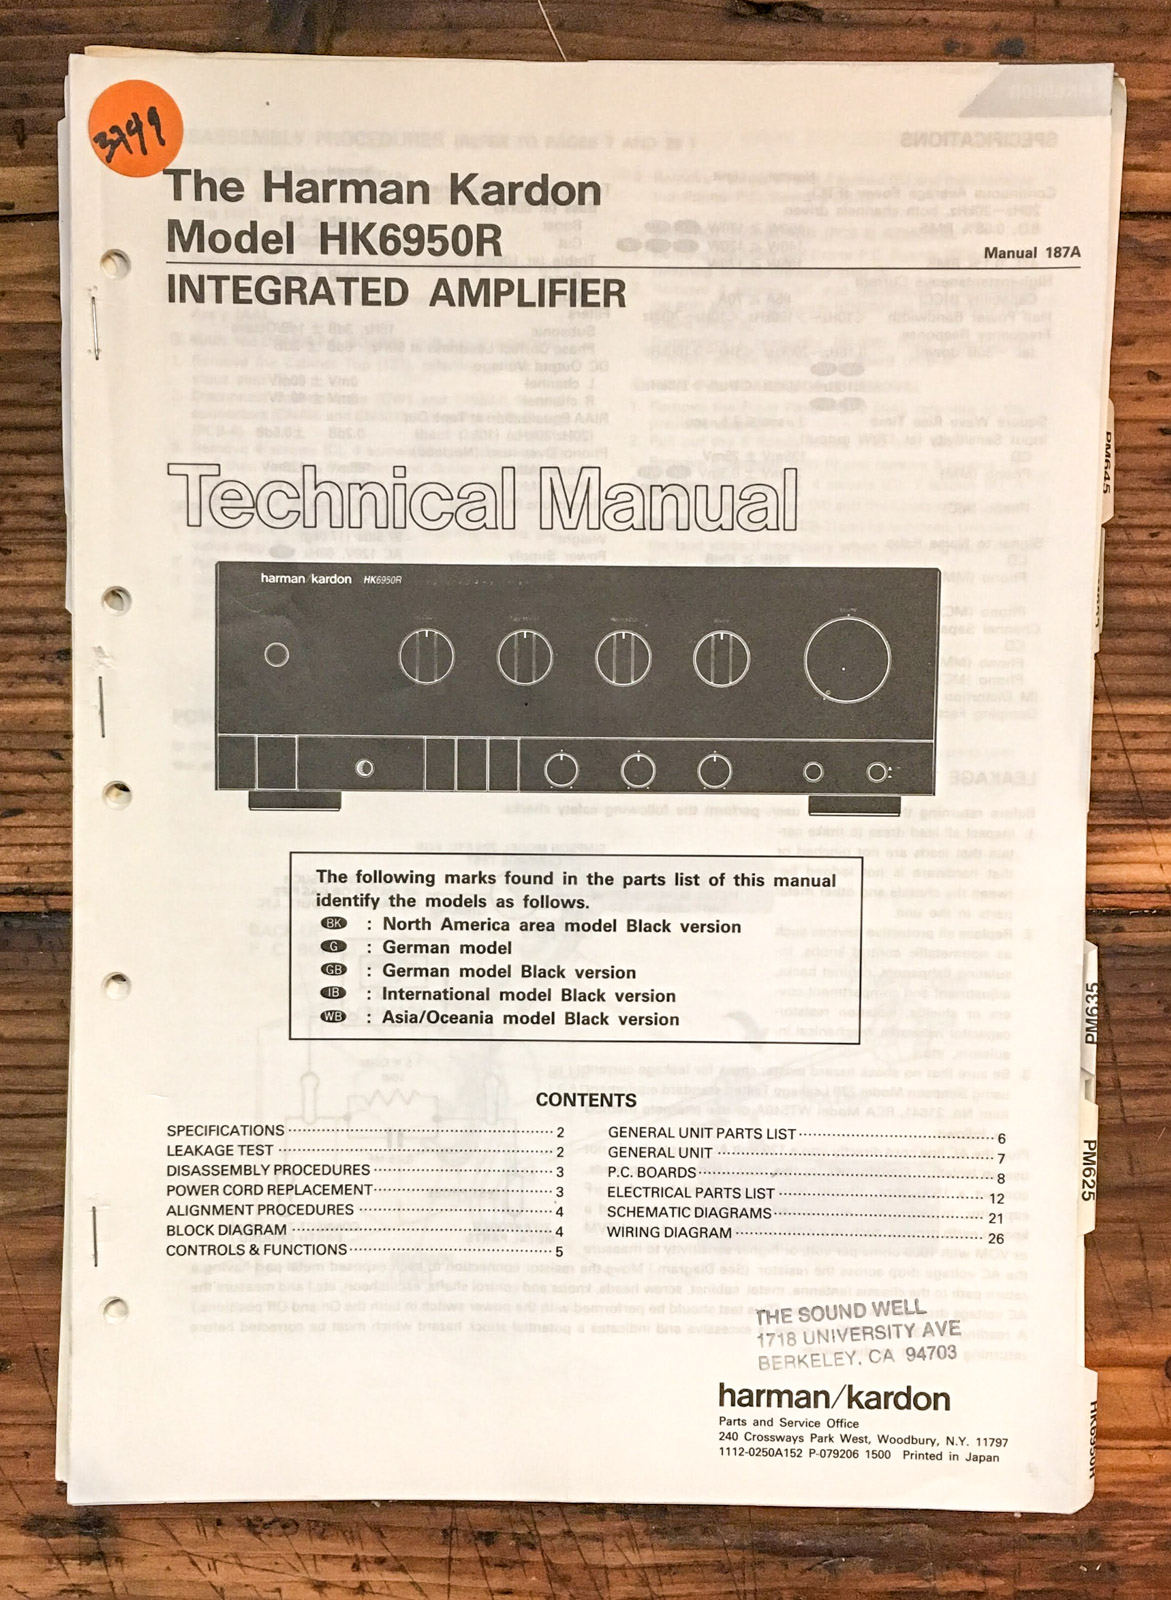 3749
The Harman Kardon
Model HK6950R
Manual 187A
INTEGRATED AMPLIFIER
Technical Manual
harman/kardon HK6950R
The following marks found in the parts list of this manual
identify the models as follows.
BK : North America area model Black version
G : German model
GB : German model Black version
IB : International model Black version
WB : Asia/Oceania model Black version
CONTENTS
SPECIFICATIONS 2
LEAKAGE TEST 2
DISASSEMBLY PROCEDURES 3
POWER CORD REPLACEMENT 3
ALIGNMENT PROCEDURES 4
BLOCK DIAGRAM 4
CONTROLS & FUNCTIONS 5
GENERAL UNIT PARTS LIST 6
GENERAL UNIT 7
P.C. BOARDS 8
ELECTRICAL PARTS LIST 12
SCHEMATIC DIAGRAMS 21
WIRING DIAGRAM 26
THE SOUND WELL
1718 UNIVERSITY AVE
BERKELEY, CA 94703
harman/kardon
Parts and Service Office
240 Crossways Park West, Woodbury, N.Y. 11797
1112-0250A152 P-079206 1500 Printed in Japan
PM645
PM635
PM625
HK6950R